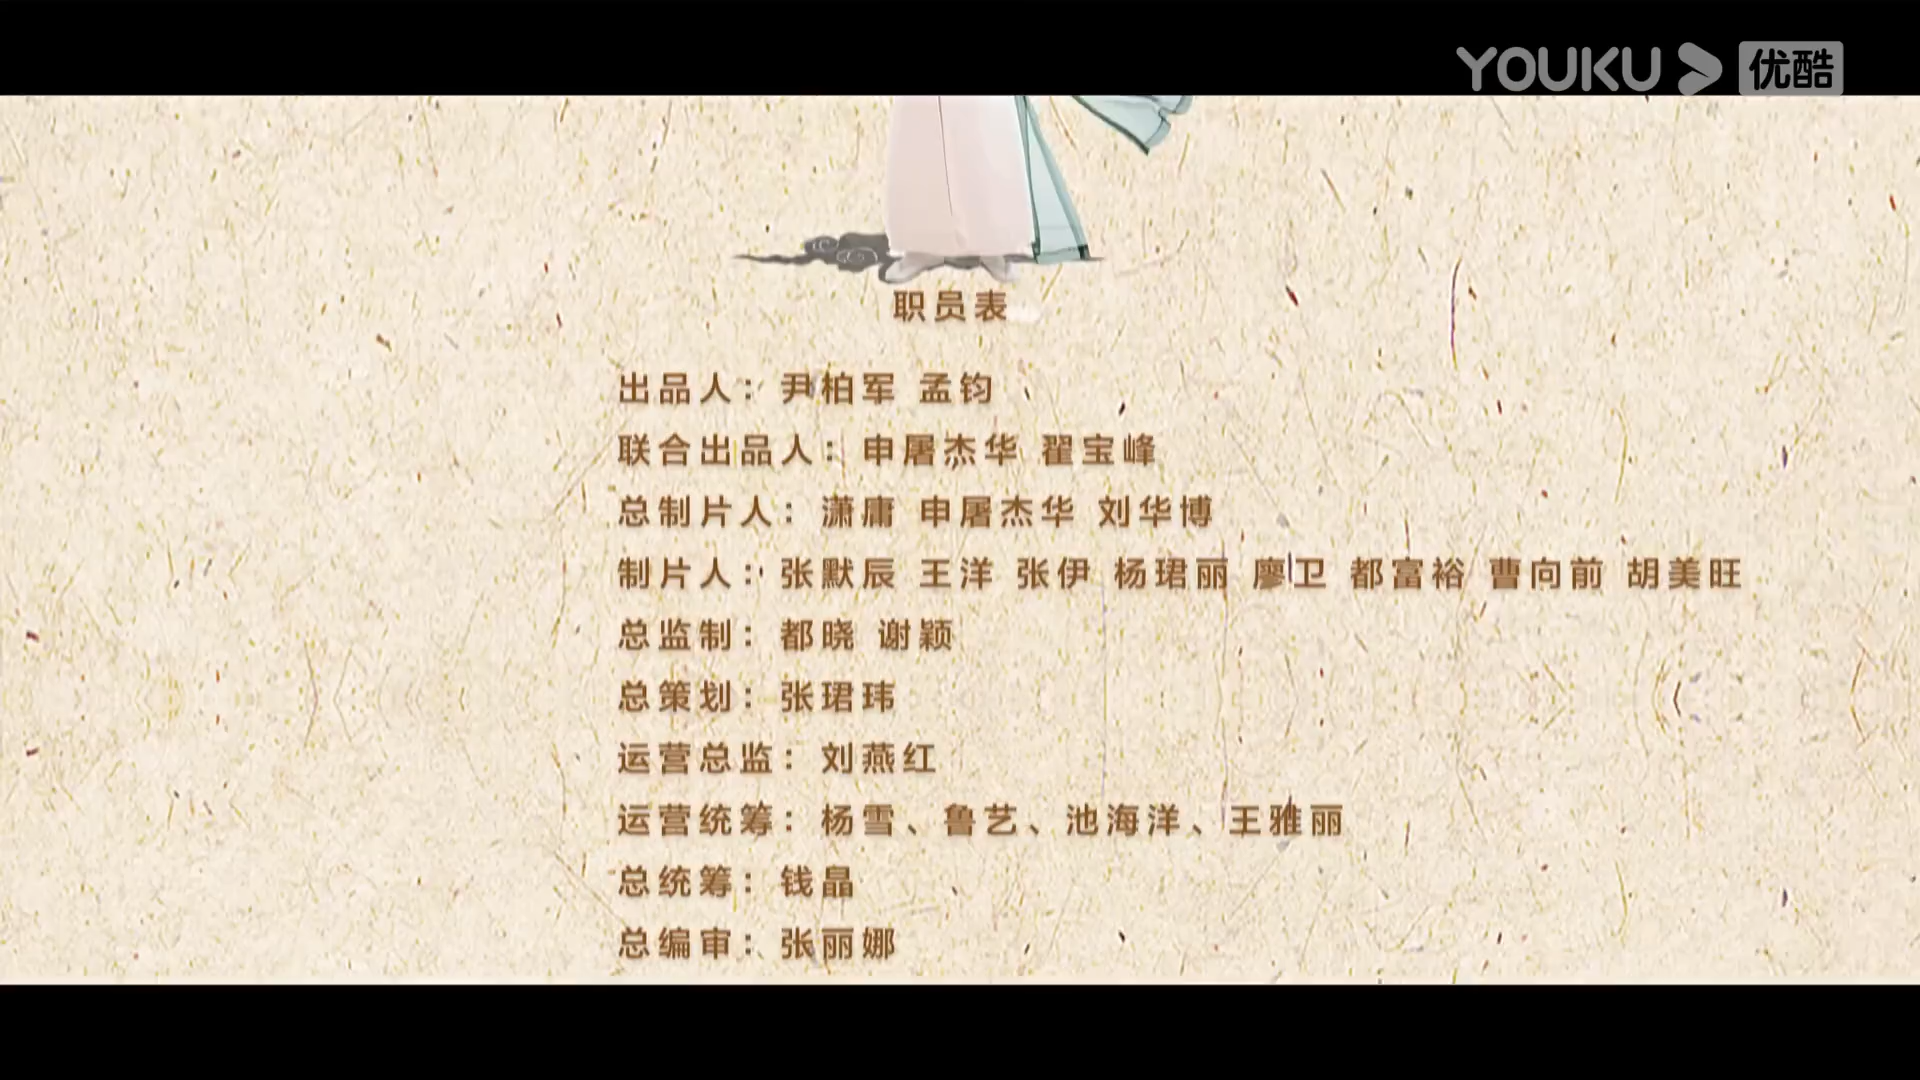 YOUKU 优酷
职员表
出品人：尹柏军 孟钧
联合出品人：申屠杰华 翟宝峰
总制片人：潇庸 申屠杰华 刘华博
制片人：张默辰 王洋 张伊 杨珺丽 廖卫 都富裕 曹向前 胡美旺
总监制：都晓 谢颖
总策划：张珺玮
运营总监：刘燕红
运营统筹：杨雪、鲁艺、池海洋、王雅丽
总统筹：钱晶
总编审：张丽娜